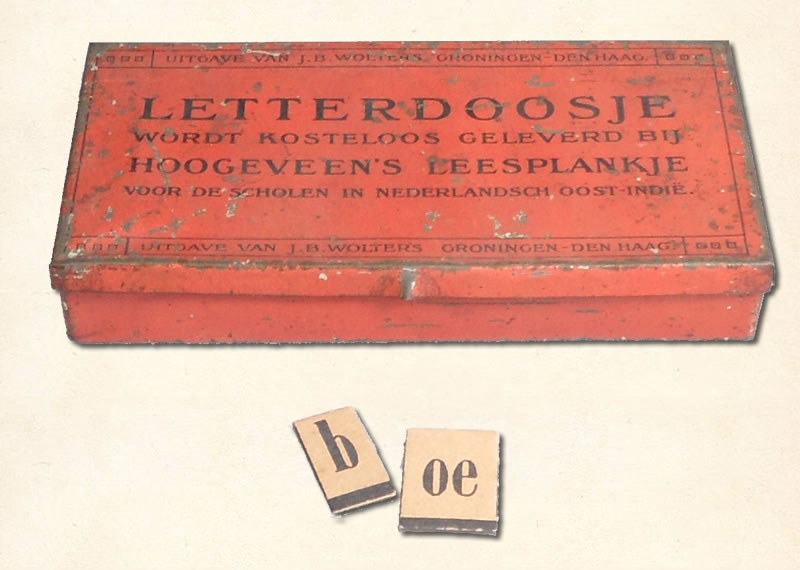 UITGAVE VAN J.B. WOLTERS. GRONINGEN-DEN HAAG.
LETTERDOOSJE
WORDT KOSTELOOS GELEVERD BIJ
HOOGEVEEN'S LEESPLANKJE
VOOR DE SCHOLEN IN NEDERLANDSCH OOST-INDIË.
UITGAVE VAN J.B. WOLTERS GRONINGEN-DEN HAAG.
b
oe